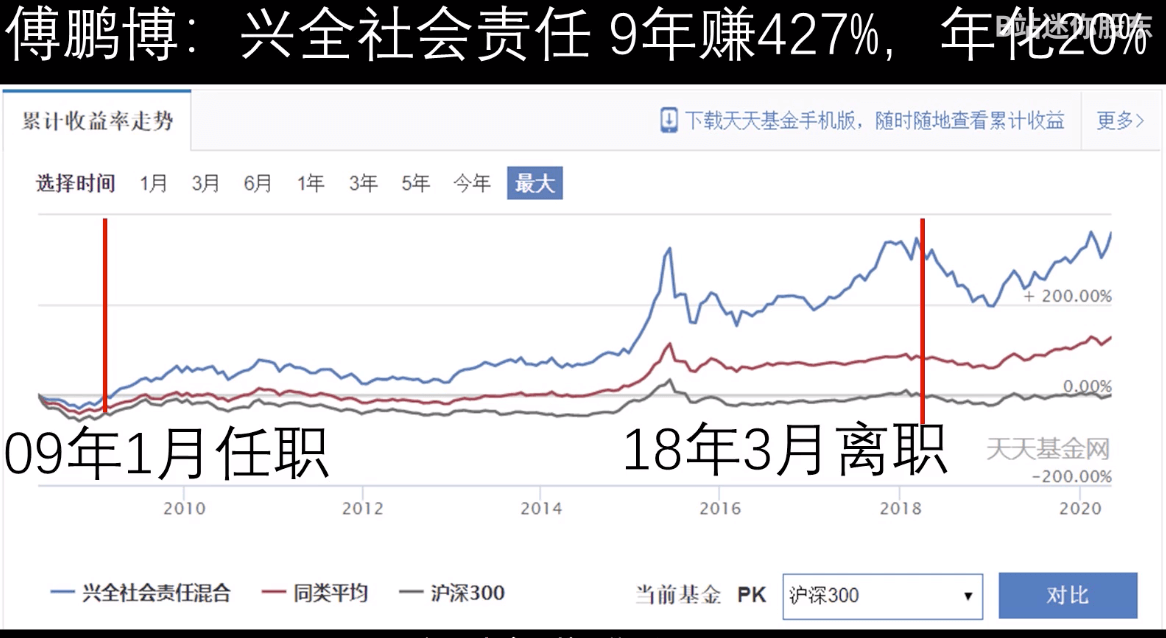 傅鹏博：兴全社会责任 9年赚427%，年化20%
B站迷你股东
累计收益率走势
下载天天基金手机版，随时随地查看累计收益
更多>
选择时间 1月 3月 6月 1年 3年 5年 今年 最大
+ 200.00%
0.00%
09年1月任职
18年3月离职
天天基金网
-200.00%
2010 2012 2014 2016 2018 2020
兴全社会责任混合 同类平均 沪深300
当前基金 PK 沪深300 对比